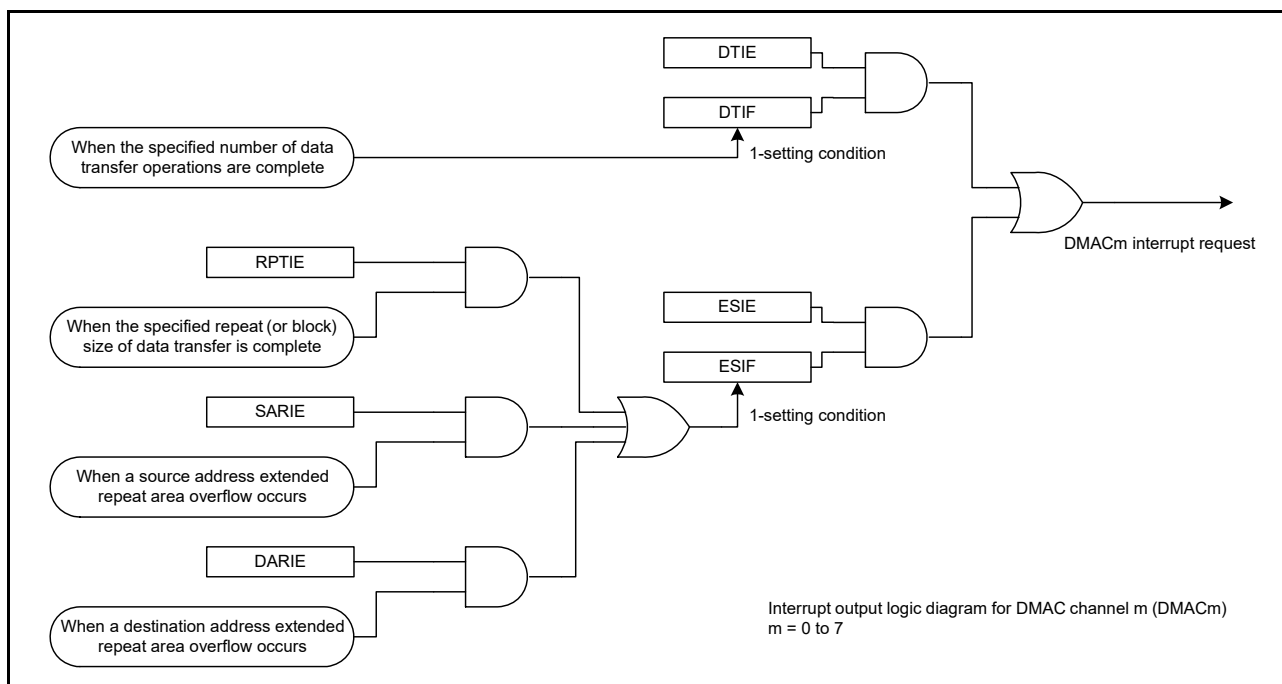 DTIE
DTIF
When the specified number of data
transfer operations are complete
1-setting condition
DMACm interrupt request
RPTIE
When the specified repeat (or block)
size of data transfer is complete
ESIE
ESIF
1-setting condition
SARIE
When a source address extended
repeat area overflow occurs
DARIE
When a destination address extended
repeat area overflow occurs
Interrupt output logic diagram for DMAC channel m (DMACm)
m = 0 to 7